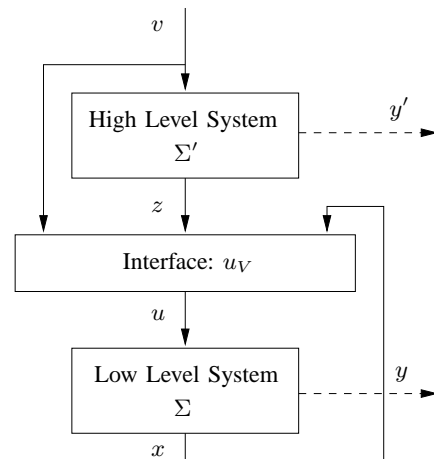 v
High Level System
Σ′
y′
z
Interface: u_V
u
Low Level System
Σ
y
x